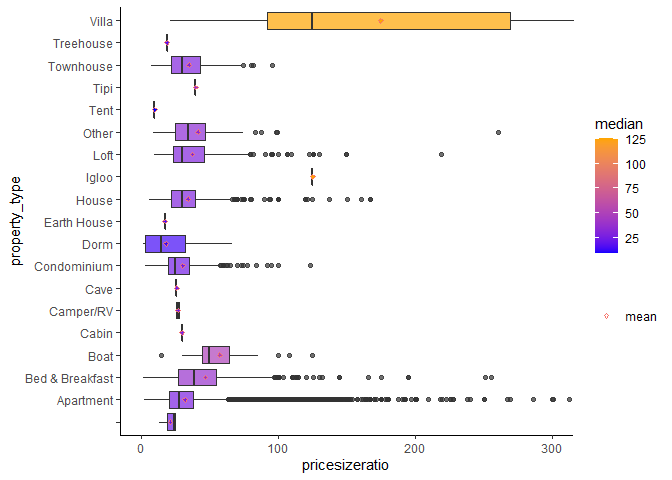 Villa
Treehouse
Townhouse
Tipi
Tent
Other
Loft
Igloo
House
Earth House
Dorm
Condominium
Cave
Camper/RV
Cabin
Boat
Bed & Breakfast
Apartment
property_type
0 100 200 300
pricesizeratio
median
125
100
75
50
25
mean